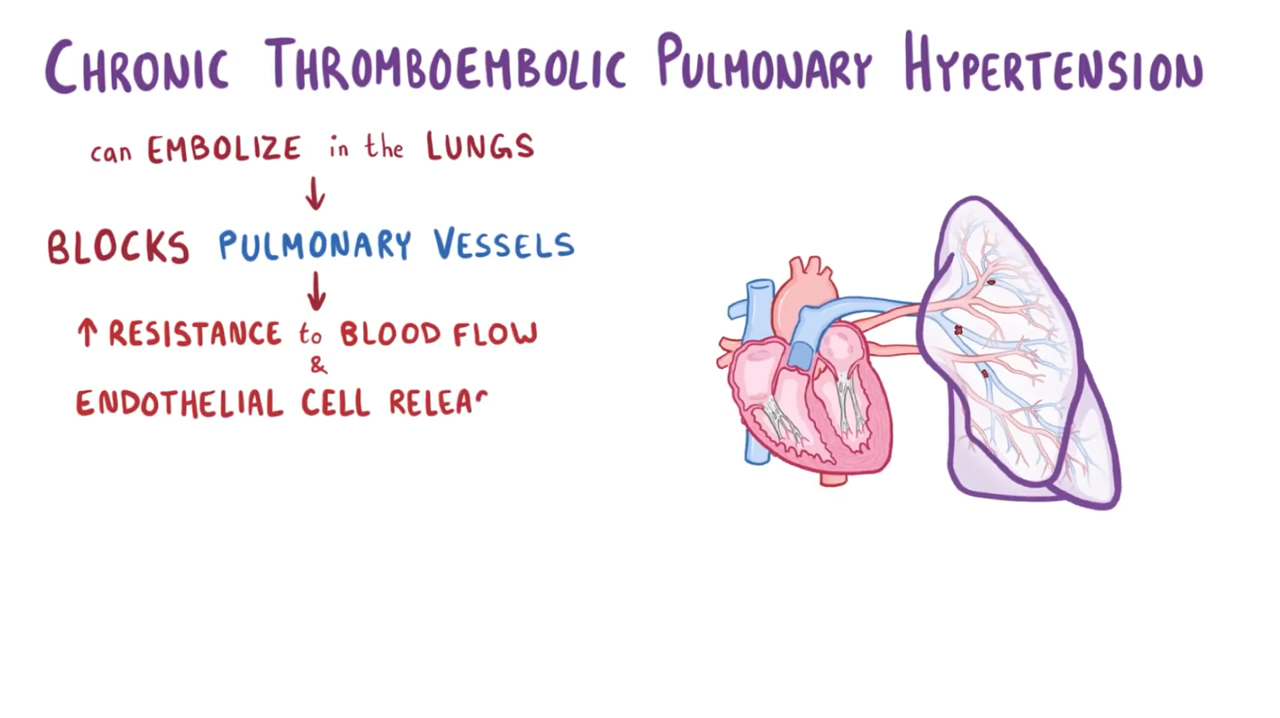 CHRONIC THROMBOEMBOLIC PULMONARY HYPERTENSION
can EMBOLIZE in the LUNGS
↓
BLOCKS PULMONARY VESSELS
↓
↑ RESISTANCE to BLOOD FLOW
&
ENDOTHELIAL CELL